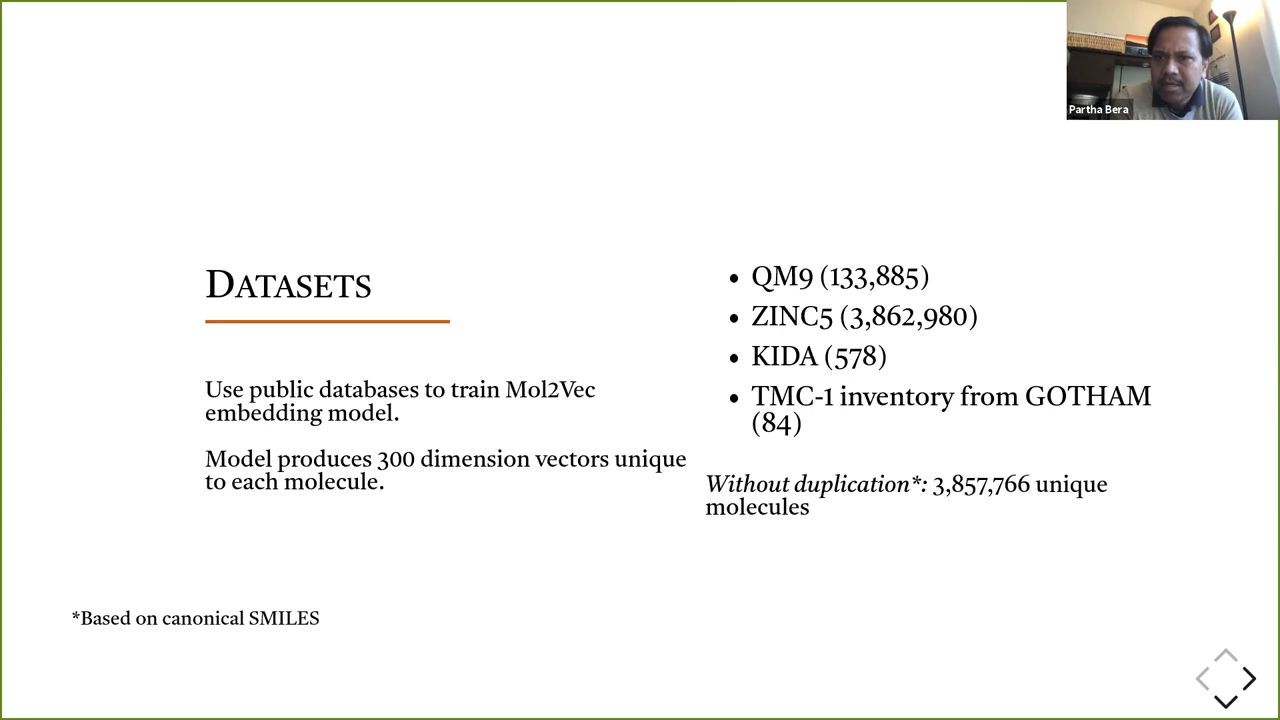 Partha Bera
DATASETS
Use public databases to train Mol2Vec
embedding model.
Model produces 300 dimension vectors unique
to each molecule.
• QM9 (133,885)
• ZINC5 (3,862,980)
• KIDA (578)
• TMC-1 inventory from GOTHAM
(84)
Without duplication*: 3,857,766 unique
molecules
*Based on canonical SMILES